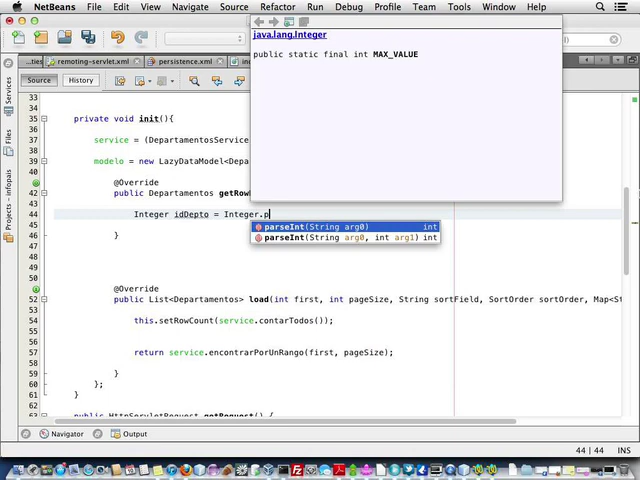 NetBeans File Edit View Navigate Source Refactor Run Debug Profile Team Tools Window Help
java.lang.Integer
public static final int MAX_VALUE
...ties remoting-servlet.xml persistence.xml
Source History
33
34
35 private void init(){
36
37 service = (DepartamentosService
38
39 modelo = new LazyDataModel<Depa
40
41 @Override
42 public Departamentos
43
44 Integer idDepto = Integer.p
parseInt(String arg0) int
45
parseInt(String arg0, int arg1) int
46 }
47
48
49
50
51 @Override
52 public List<Departamentos> load(int first, int pageSize, String sortField, SortOrder sortOrder, Map<St
53
54 this.setRowCount(service.contarTodos());
55
56
57 return service.encontrarPorUnRango(first, pageSize);
58
59 }
60 };
61 }
62
63 public HttpServletRequest getRequest() {
Services
Files
Projects - infopais
Navigator Output
44 | 44 INS